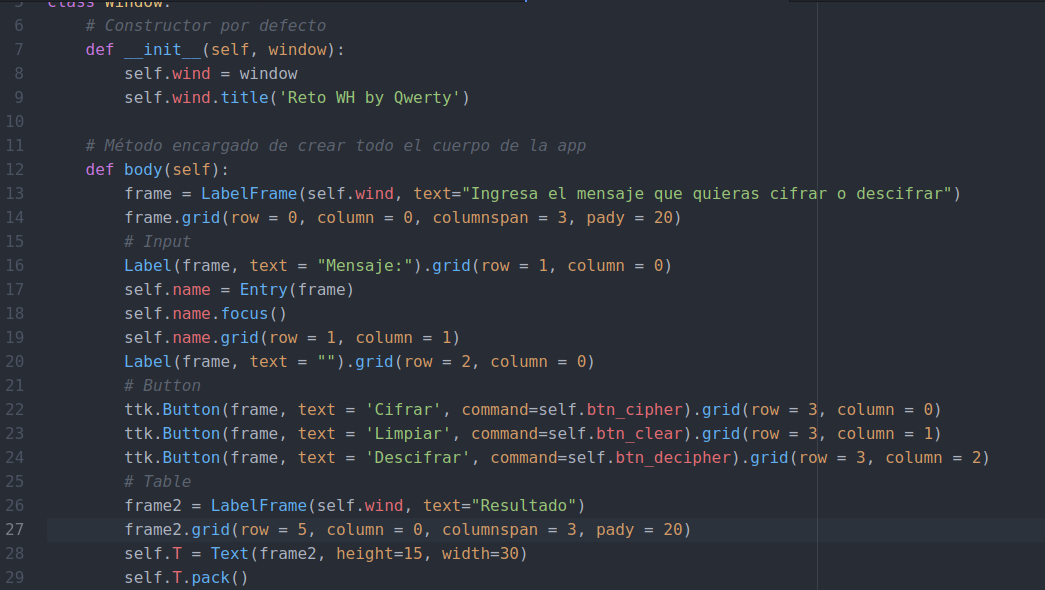 5 class Window:
6     # Constructor por defecto
7     def __init__(self, window):
8         self.wind = window
9         self.wind.title('Reto WH by Qwerty')
10
11     # Método encargado de crear todo el cuerpo de la app
12     def body(self):
13         frame = LabelFrame(self.wind, text="Ingresa el mensaje que quieras cifrar o descifrar")
14         frame.grid(row = 0, column = 0, columnspan = 3, pady = 20)
15         # Input
16         Label(frame, text = "Mensaje:").grid(row = 1, column = 0)
17         self.name = Entry(frame)
18         self.name.focus()
19         self.name.grid(row = 1, column = 1)
20         Label(frame, text = "").grid(row = 2, column = 0)
21         # Button
22         ttk.Button(frame, text = 'Cifrar', command=self.btn_cipher).grid(row = 3, column = 0)
23         ttk.Button(frame, text = 'Limpiar', command=self.btn_clear).grid(row = 3, column = 1)
24         ttk.Button(frame, text = 'Descifrar', command=self.btn_decipher).grid(row = 3, column = 2)
25         # Table
26         frame2 = LabelFrame(self.wind, text="Resultado")
27         frame2.grid(row = 5, column = 0, columnspan = 3, pady = 20)
28         self.T = Text(frame2, height=15, width=30)
29         self.T.pack()